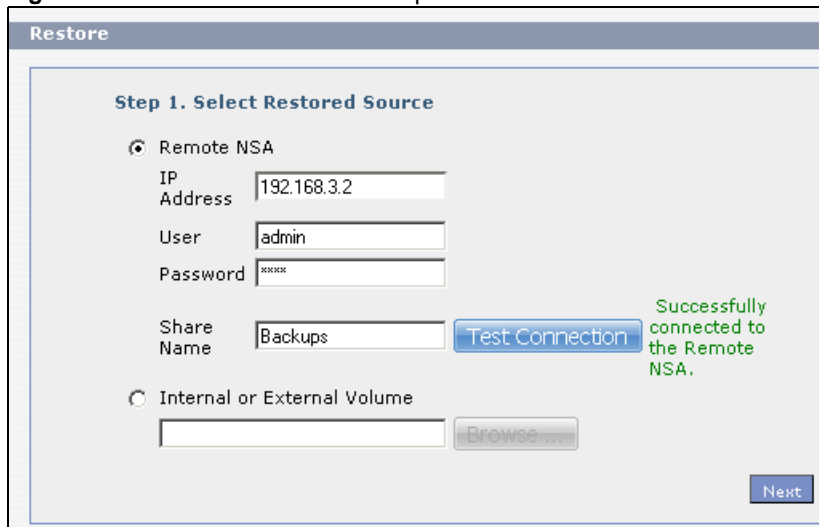 Restore
Step 1. Select Restored Source
Remote NSA
IP
Address
192.168.3.2
User
admin
Password
****
Share
Name
Backups
Test Connection
Successfully
connected to
the Remote
NSA.
Internal or External Volume
Browse ...
Next